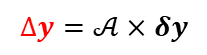 Δ𝒚 = 𝒜 × 𝜹𝒚